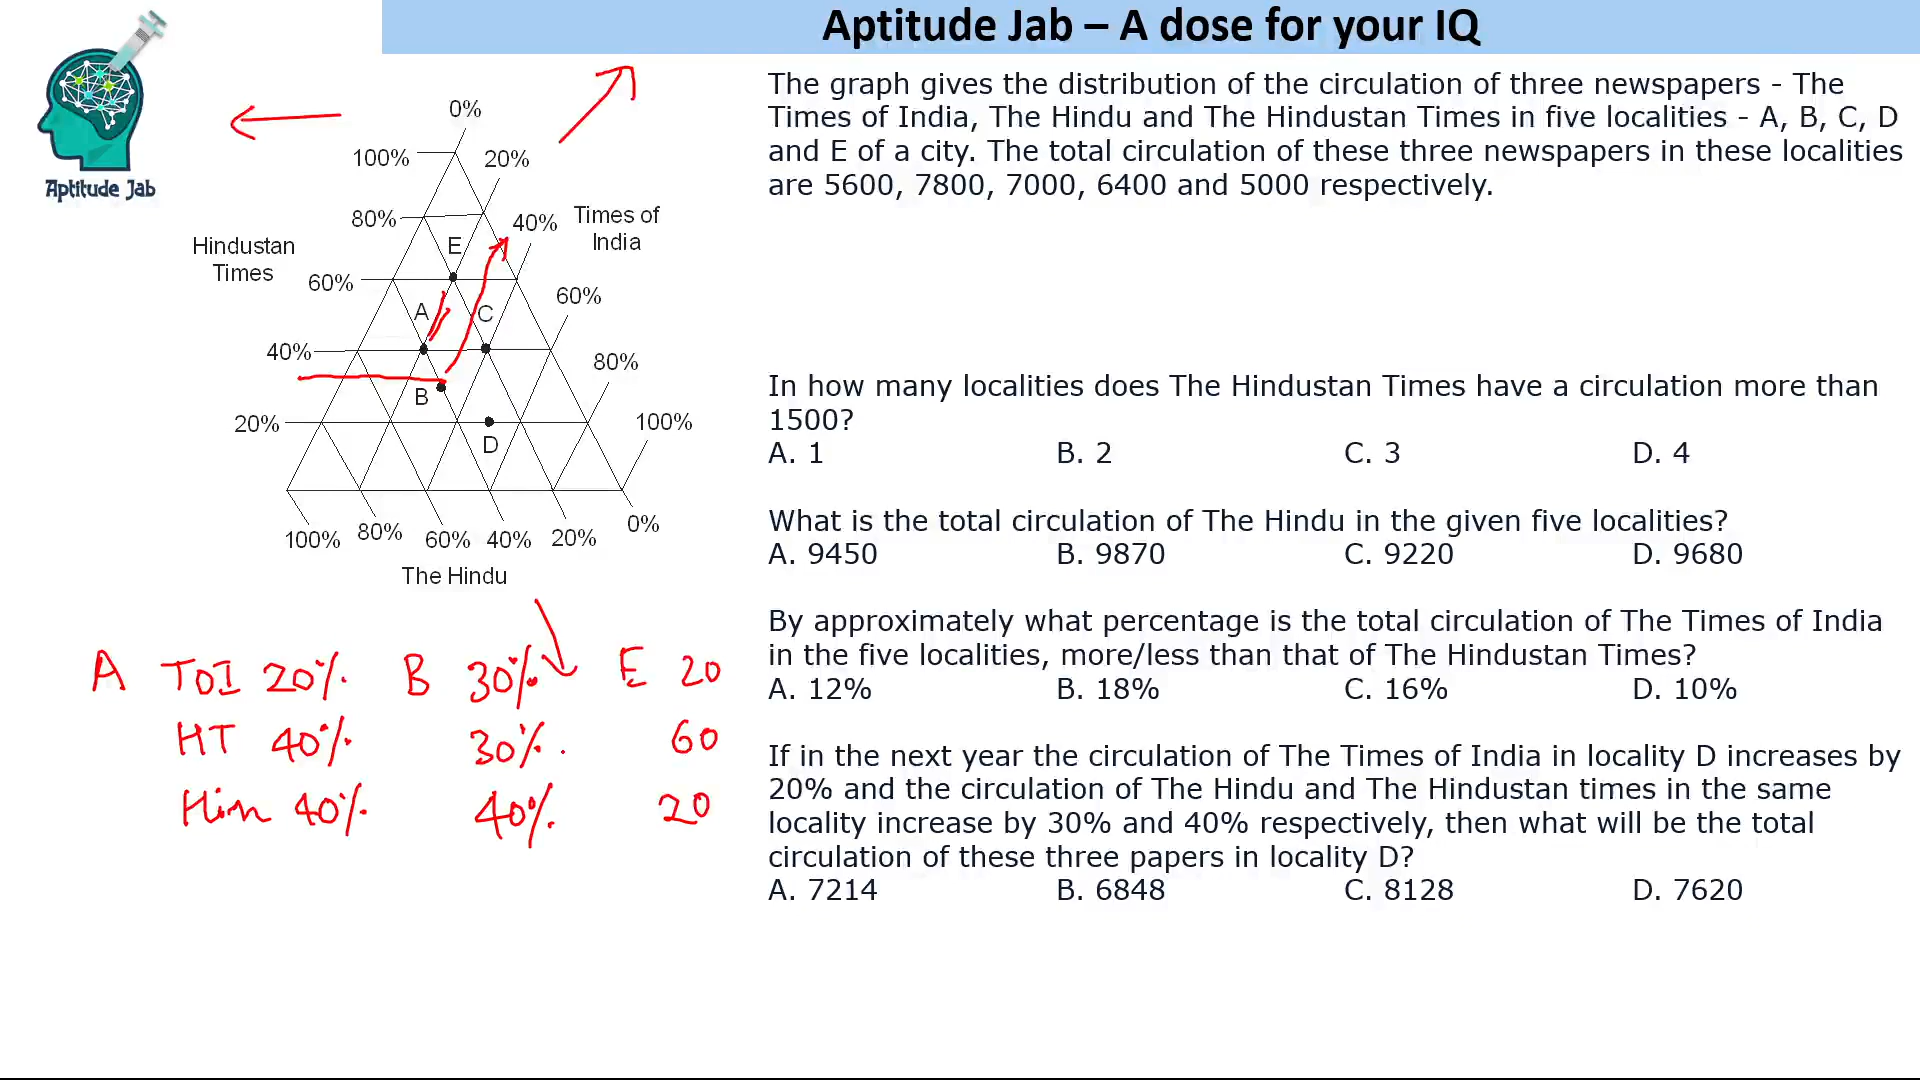 Aptitude Jab – A dose for your IQ
Aptitude Jab
The graph gives the distribution of the circulation of three newspapers - The
Times of India, The Hindu and The Hindustan Times in five localities - A, B, C, D
and E of a city. The total circulation of these three newspapers in these localities
are 5600, 7800, 7000, 6400 and 5000 respectively.
0%
100%
20%
80%
40%
Times of
India
Hindustan
Times
E
60%
60%
A
C
40%
80%
B
20%
100%
D
100%
80%
60%
40%
20%
0%
The Hindu
A TOI 20% B 30% E 20
HT 40% 30% 60
Hin 40% 40% 20
In how many localities does The Hindustan Times have a circulation more than
1500?
A. 1 B. 2 C. 3 D. 4
What is the total circulation of The Hindu in the given five localities?
A. 9450 B. 9870 C. 9220 D. 9680
By approximately what percentage is the total circulation of The Times of India
in the five localities, more/less than that of The Hindustan Times?
A. 12% B. 18% C. 16% D. 10%
If in the next year the circulation of The Times of India in locality D increases by
20% and the circulation of The Hindu and The Hindustan times in the same
locality increase by 30% and 40% respectively, then what will be the total
circulation of these three papers in locality D?
A. 7214 B. 6848 C. 8128 D. 7620